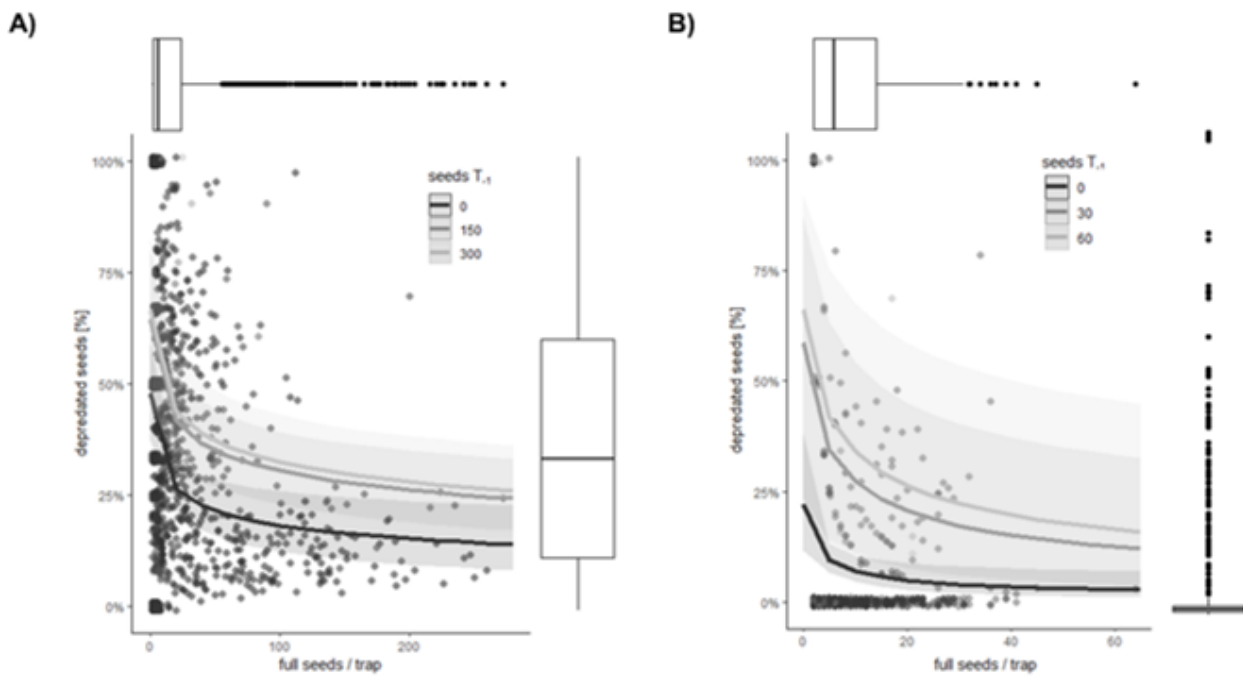 A)
B)
100%
75%
50%
25%
0%
depredated seeds [%]
seeds T-1
0
150
300
0
100
200
full seeds / trap
100%
75%
50%
25%
0%
depredated seeds [%]
seeds T-1
0
30
60
0
20
40
60
full seeds / trap